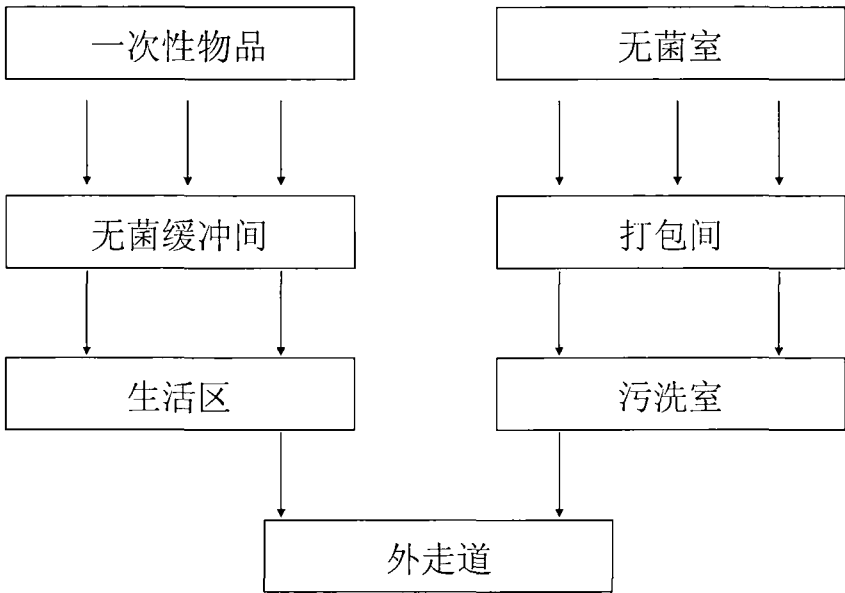 一次性物品
无菌室
无菌缓冲间
打包间
生活区
污洗室
外走道